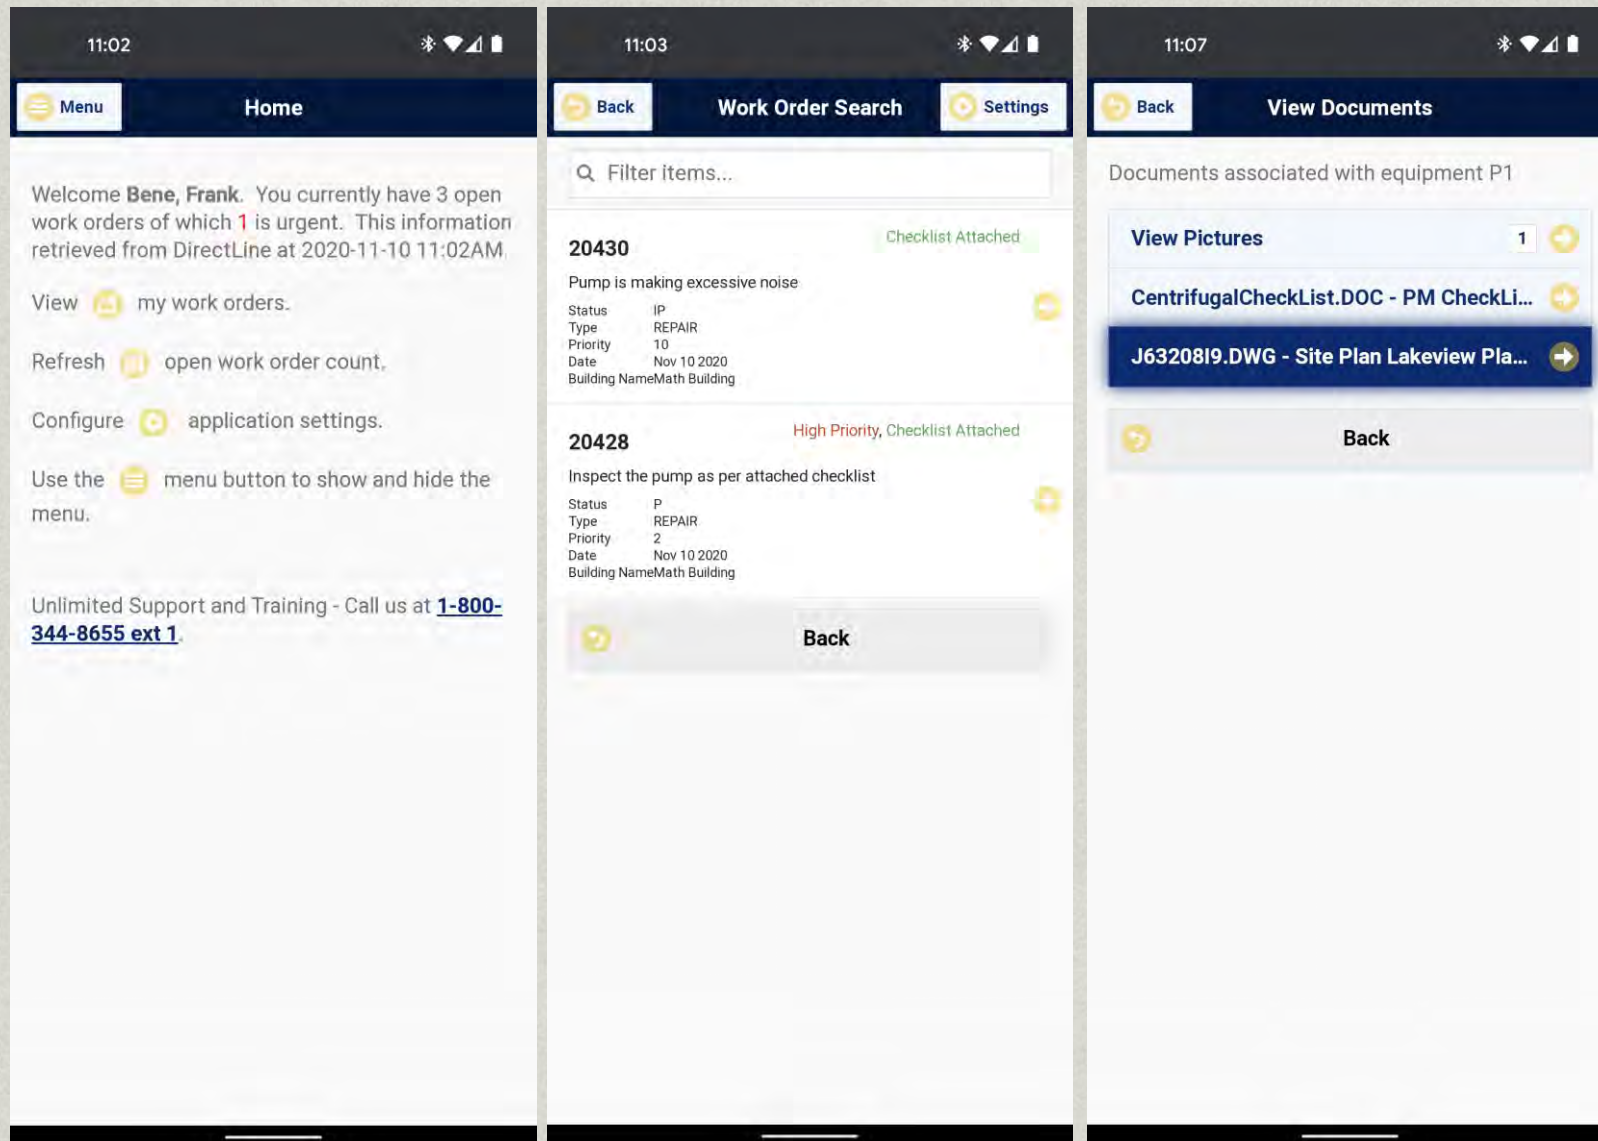 11:02
Menu
Home
Welcome Bene, Frank. You currently have 3 open
work orders of which 1 is urgent. This information
retrieved from DirectLine at 2020-11-10 11:02AM.
View my work orders.
Refresh open work order count.
Configure application settings.
Use the menu button to show and hide the
menu.
Unlimited Support and Training - Call us at 1-800-
344-8655 ext 1.
11:03
Back
Work Order Search
Settings
Filter items...
20430
Checklist Attached
Pump is making excessive noise
Status IP
Type REPAIR
Priority 10
Date Nov 10 2020
Building NameMath Building
20428
High Priority, Checklist Attached
Inspect the pump as per attached checklist
Status P
Type REPAIR
Priority 2
Date Nov 10 2020
Building NameMath Building
Back
11:07
Back
View Documents
Documents associated with equipment P1
View Pictures 1
CentrifugalCheckList.DOC - PM CheckLi...
J63208I9.DWG - Site Plan Lakeview Pla...
Back